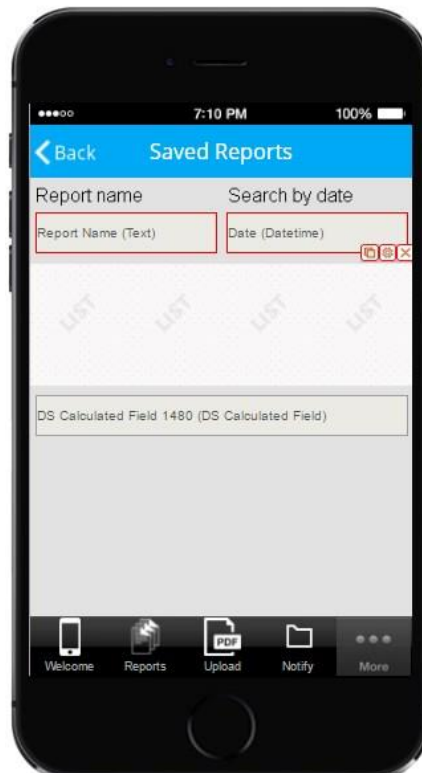 7:10 PM 100%
Back Saved Reports
Report name Search by date
Report Name (Text) Date (Datetime)
LIST LIST LIST LIST
DS Calculated Field 1480 (DS Calculated Field)
PDF
Welcome Reports Upload Notify More